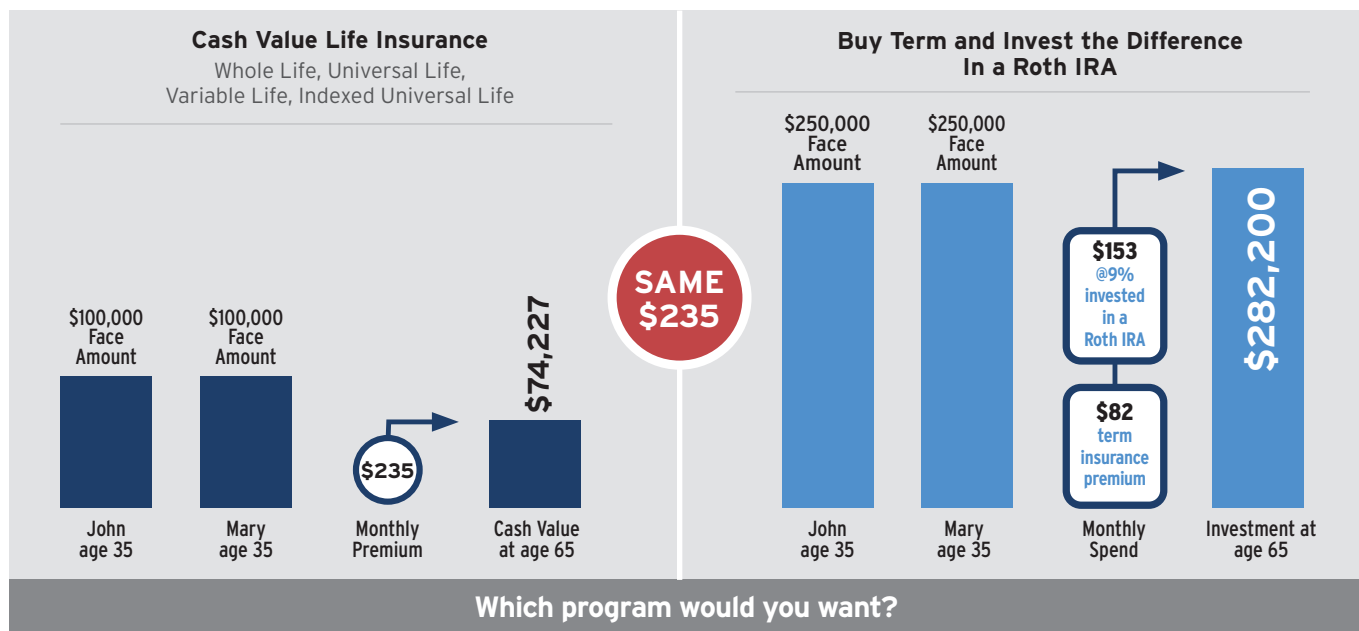 Cash Value Life Insurance
Whole Life, Universal Life,
Variable Life, Indexed Universal Life
$100,000
Face
Amount
$100,000
Face
Amount
$235
$74,227
John
age 35
Mary
age 35
Monthly
Premium
Cash Value
at age 65
SAME
$235
Buy Term and Invest the Difference
In a Roth IRA
$250,000
Face
Amount
$250,000
Face
Amount
$153
@9%
invested
in a
Roth IRA
$82
term
insurance
premium
$282,200
John
age 35
Mary
age 35
Monthly
Spend
Investment at
age 65
Which program would you want?